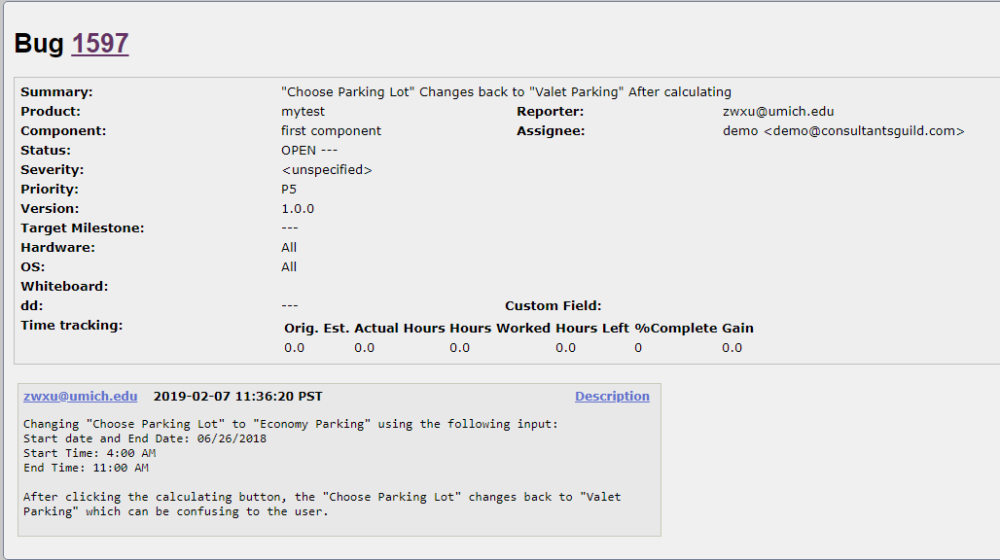 Bug 1597
Summary: "Choose Parking Lot" Changes back to "Valet Parking" After calculating
Product: mytest Reporter: zwxu@umich.edu
Component: first component Assignee: demo <demo@consultantsguild.com>
Status: OPEN ---
Severity: <unspecified>
Priority: P5
Version: 1.0.0
Target Milestone: ---
Hardware: All
OS: All
Whiteboard:
dd: --- Custom Field:
Time tracking:
Orig. Est. Actual Hours Hours Worked Hours Left %Complete Gain
0.0 0.0 0.0 0.0 0 0.0
zwxu@umich.edu 2019-02-07 11:36:20 PST Description
Changing "Choose Parking Lot" to "Economy Parking" using the following input:
Start date and End Date: 06/26/2018
Start Time: 4:00 AM
End Time: 11:00 AM
After clicking the calculating button, the "Choose Parking Lot" changes back to "Valet
Parking" which can be confusing to the user.